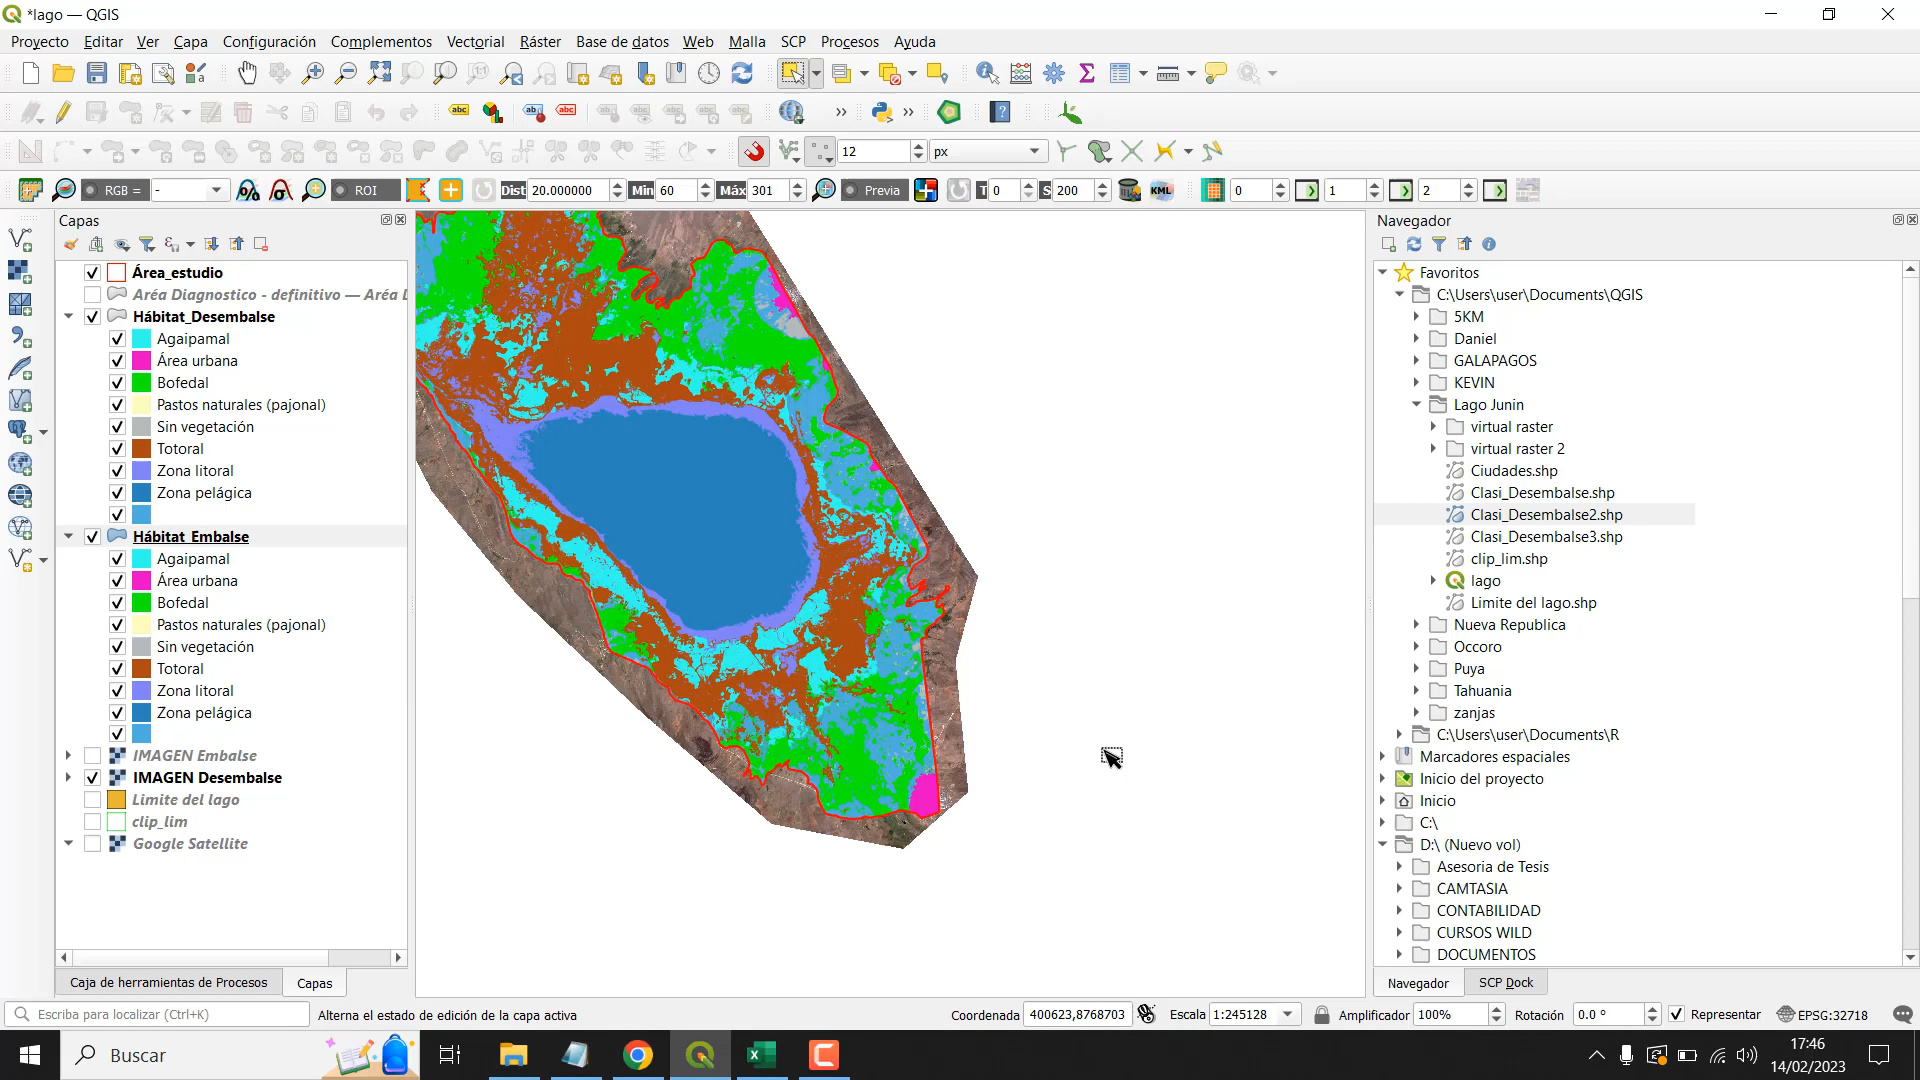 *lago — QGIS
Proyecto Editar Ver Capa Configuración Complementos Vectorial Ráster Base de datos Web Malla SCP Procesos Ayuda
abc abc abc
12 px
RGB = - ROI Dist 20.000000 Min 60 Máx 301 Previa T 0 S 200 KML 0 1 2
Capas
Área_estudio
Aréa Diagnostico - definitivo — Aréa D
Hábitat_Desembalse
Agaipamal
Área urbana
Bofedal
Pastos naturales (pajonal)
Sin vegetación
Totoral
Zona litoral
Zona pelágica
Hábitat_Embalse
Agaipamal
Área urbana
Bofedal
Pastos naturales (pajonal)
Sin vegetación
Totoral
Zona litoral
Zona pelágica
IMAGEN Embalse
IMAGEN Desembalse
Limite del lago
clip_lim
Google Satellite
Caja de herramientas de Procesos Capas
Navegador
Favoritos
C:\Users\user\Documents\QGIS
5KM
Daniel
GALAPAGOS
KEVIN
Lago Junin
virtual raster
virtual raster 2
Ciudades.shp
Clasi_Desembalse.shp
Clasi_Desembalse2.shp
Clasi_Desembalse3.shp
clip_lim.shp
lago
Limite del lago.shp
Nueva Republica
Occoro
Puya
Tahuania
zanjas
C:\Users\user\Documents\R
Marcadores espaciales
Inicio del proyecto
Inicio
C:\
D:\ (Nuevo vol)
Asesoria de Tesis
CAMTASIA
CONTABILIDAD
CURSOS WILD
DOCUMENTOS
Navegador SCP Dock
Escriba para localizar (Ctrl+K) Alterna el estado de edición de la capa activa Coordenada 400623,8768703 Escala 1:245128 Amplificador 100% Rotación 0.0 ° Representar EPSG:32718
Buscar
17:46
14/02/2023